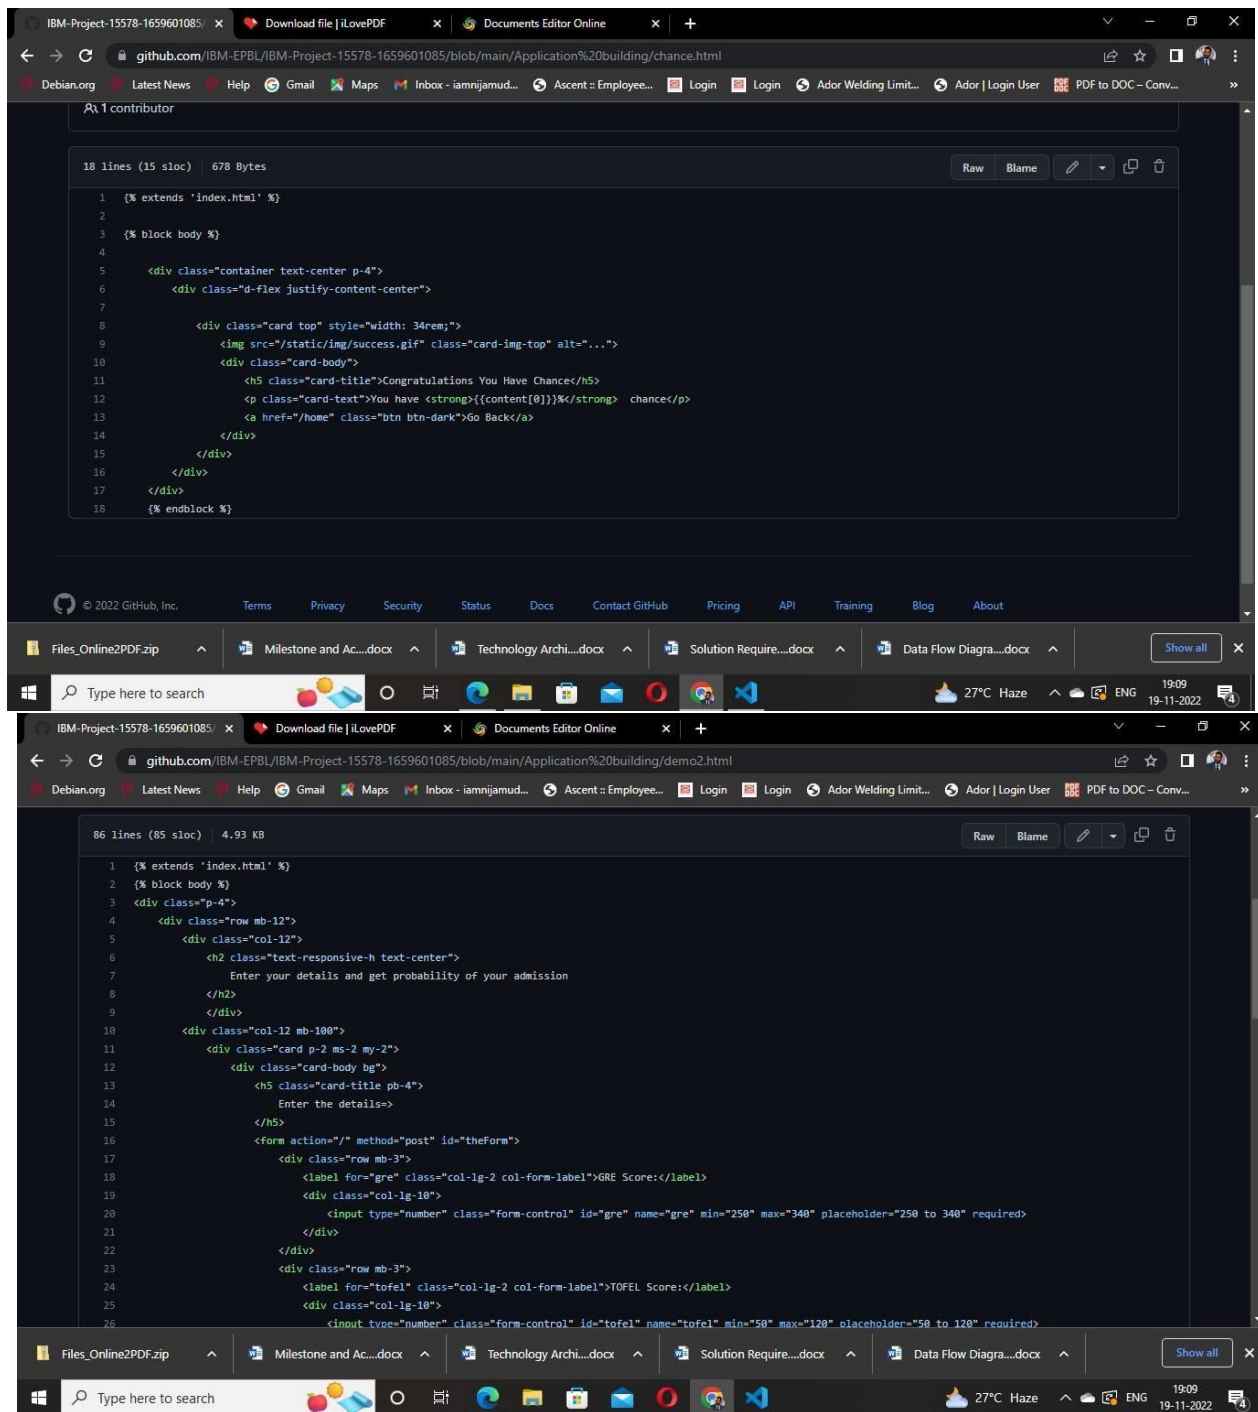 IBM-Project-15578-1659601085/ Download file | iLovePDF Documents Editor Online
github.com/IBM-EPBL/IBM-Project-15578-1659601085/blob/main/Application%20building/chance.html
Debian.org Latest News Help Gmail Maps Inbox - iamnijamud... Ascent :: Employee... Login Login Ador Welding Limit... Ador | Login User PDF to DOC – Conv... »
1 contributor
18 lines (15 sloc) 678 Bytes Raw Blame
1 {% extends 'index.html' %}
2
3 {% block body %}
4
5 <div class="container text-center p-4">
6 <div class="d-flex justify-content-center">
7
8 <div class="card top" style="width: 34rem;">
9 <img src="/static/img/success.gif" class="card-img-top" alt="...">
10 <div class="card-body">
11 <h5 class="card-title">Congratulations You Have Chance</h5>
12 <p class="card-text">You have <strong>{{content[0]}}%</strong> chance</p>
13 <a href="/home" class="btn btn-dark">Go Back</a>
14 </div>
15 </div>
16 </div>
17 </div>
18 {% endblock %}
© 2022 GitHub, Inc. Terms Privacy Security Status Docs Contact GitHub Pricing API Training Blog About
Files_Online2PDF.zip Milestone and Ac....docx Technology Archi....docx Solution Require....docx Data Flow Diagra....docx Show all
Type here to search 27°C Haze ENG 19:09
19-11-2022 4
IBM-Project-15578-1659601085/ Download file | iLovePDF Documents Editor Online
github.com/IBM-EPBL/IBM-Project-15578-1659601085/blob/main/Application%20building/demo2.html
Debian.org Latest News Help Gmail Maps Inbox - iamnijamud... Ascent :: Employee... Login Login Ador Welding Limit... Ador | Login User PDF to DOC – Conv... »
86 lines (85 sloc) 4.93 KB Raw Blame
1 {% extends 'index.html' %}
2 {% block body %}
3 <div class="p-4">
4 <div class="row mb-12">
5 <div class="col-12">
6 <h2 class="text-responsive-h text-center">
7 Enter your details and get probability of your admission
8 </h2>
9 </div>
10 <div class="col-12 mb-100">
11 <div class="card p-2 ms-2 my-2">
12 <div class="card-body bg">
13 <h5 class="card-title pb-4">
14 Enter the details=>
15 </h5>
16 <form action="/" method="post" id="theForm">
17 <div class="row mb-3">
18 <label for="gre" class="col-lg-2 col-form-label">GRE Score:</label>
19 <div class="col-lg-10">
20 <input type="number" class="form-control" id="gre" name="gre" min="250" max="340" placeholder="250 to 340" required>
21 </div>
22 </div>
23 <div class="row mb-3">
24 <label for="tofel" class="col-lg-2 col-form-label">TOFEL Score:</label>
25 <div class="col-lg-10">
26 <input type="number" class="form-control" id="tofel" name="tofel" min="50" max="120" placeholder="50 to 120" required>
Files_Online2PDF.zip Milestone and Ac....docx Technology Archi....docx Solution Require....docx Data Flow Diagra....docx Show all
Type here to search 27°C Haze ENG 19:09
19-11-2022 4